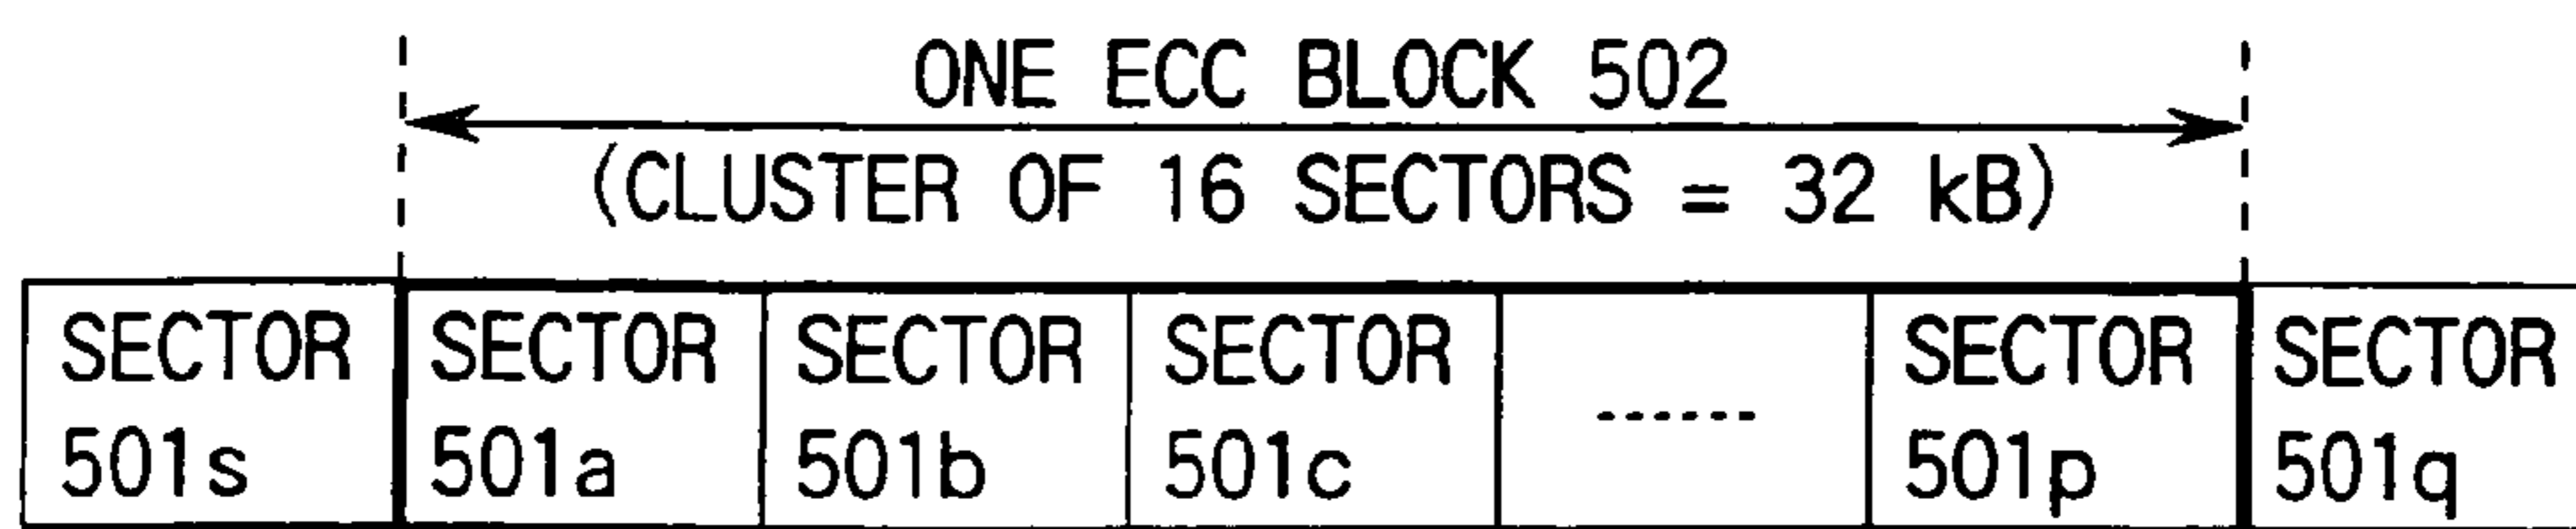 ONE ECC BLOCK 502
(CLUSTER OF 16 SECTORS = 32 kB)
SECTOR SECTOR SECTOR SECTOR SECTOR SECTOR
501s 501a 501b 501c ...... 501p 501q